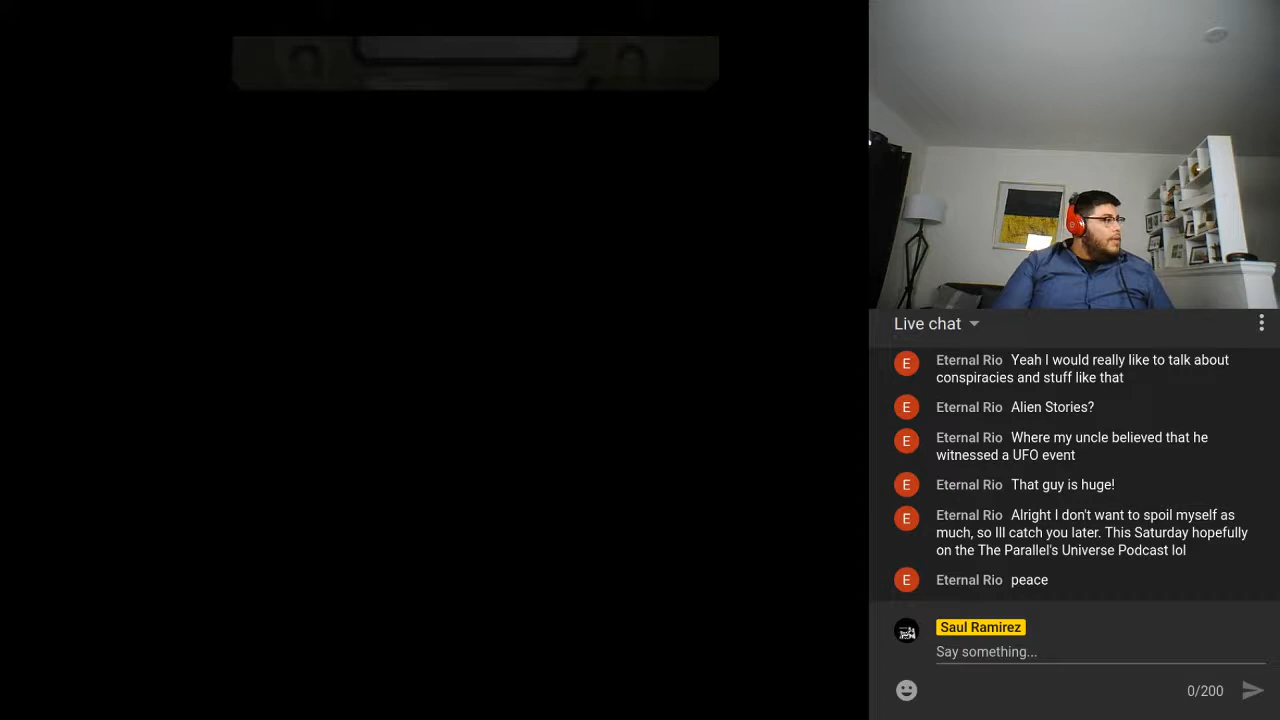 Live chat
Eternal Rio Yeah I would really like to talk about
conspiracies and stuff like that
Eternal Rio Alien Stories?
Eternal Rio Where my uncle believed that he
witnessed a UFO event
Eternal Rio That guy is huge!
Eternal Rio Alright I don't want to spoil myself as
much, so Ill catch you later. This Saturday hopefully
on the The Parallel's Universe Podcast lol
Eternal Rio peace
Saul Ramirez
Say something...
0/200